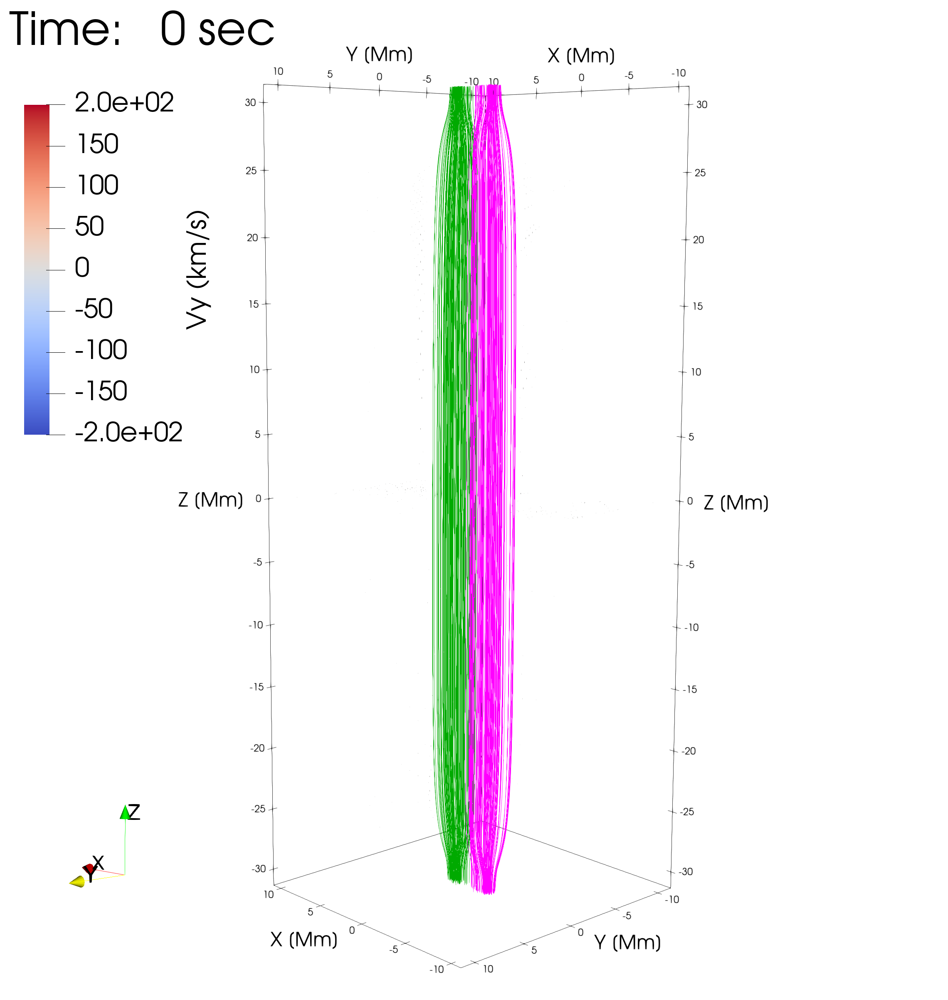 Time: 0 sec
Y (Mm) X (Mm)
10 5 0 -5 -10 10 5 0 -5 -10
2.0e+02
150
100
50
0
-50
-100
-150
-2.0e+02
Vy (km/s)
30
25
20
15
10
5
0
-5
-10
-15
-20
-25
-30
Z (Mm)
30
25
20
15
10
5
0
-5
-10
-15
-20
-25
-30
Z (Mm)
10 5 0 -5 -10
X (Mm)
10 5 0 -5 -10
Y (Mm)
Z
X
Y